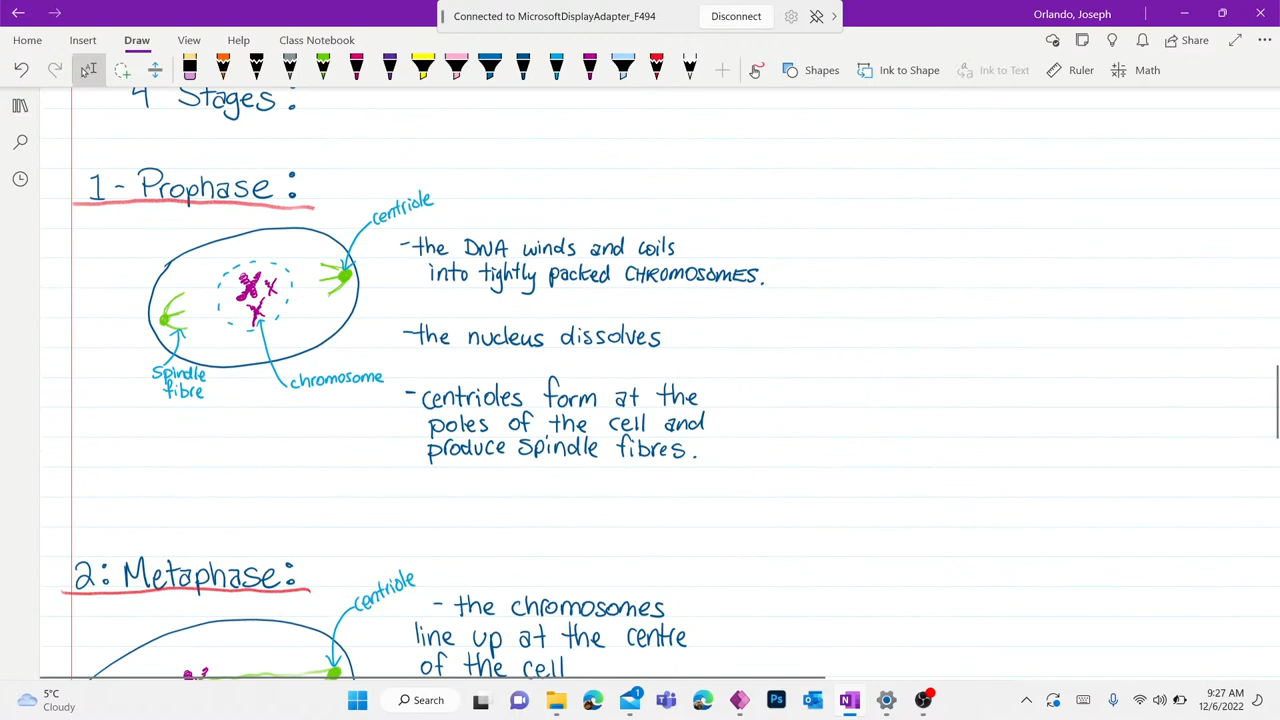 Connected to MicrosoftDisplayAdapter_F494
Disconnect
Orlando, Joseph
Home Insert Draw View Help Class Notebook
Share
Shapes Ink to Shape Ink to Text Ruler Math
4 Stages:
1 - Prophase:
centriole
- the DNA winds and coils
into tightly packed CHROMOSOMES.
- the nucleus dissolves
spindle
fibre
chromosome
- centrioles form at the
poles of the cell and
produce spindle fibres.
2: Metaphase:
centriole
- the chromosomes
line up at the centre
of the cell
5°C
Cloudy
Search
1
9:27 AM
12/6/2022